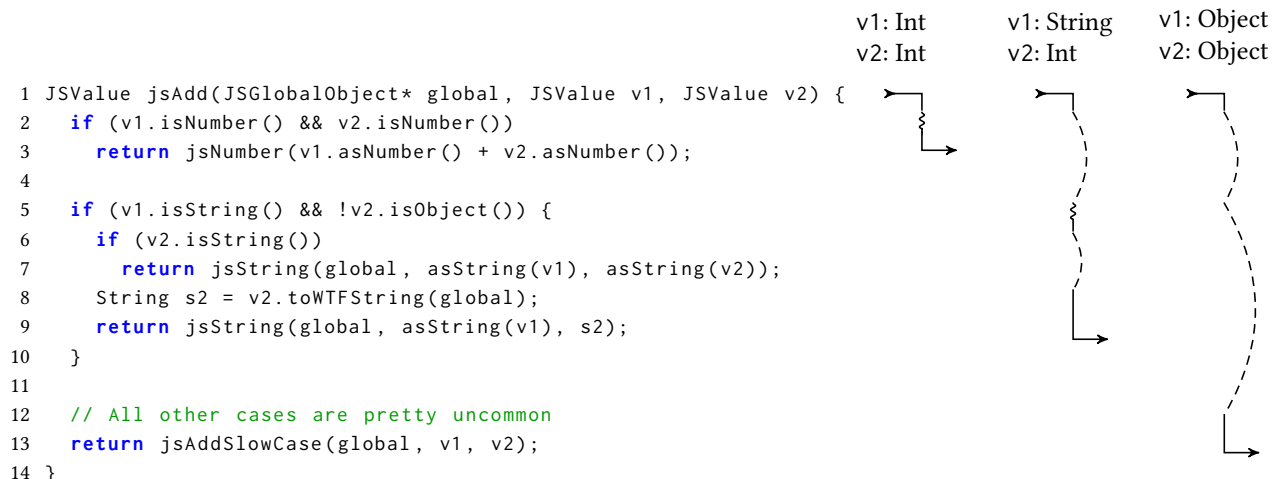 v1: Int v1: String v1: Object
v2: Int v2: Int v2: Object
1 JSValue jsAdd(JSGlobalObject* global, JSValue v1, JSValue v2) {
2 if (v1.isNumber() && v2.isNumber())
3 return jsNumber(v1.asNumber() + v2.asNumber());
4
5 if (v1.isString() && !v2.isObject()) {
6 if (v2.isString())
7 return jsString(global, asString(v1), asString(v2));
8 String s2 = v2.toWTFString(global);
9 return jsString(global, asString(v1), s2);
10 }
11
12 // All other cases are pretty uncommon
13 return jsAddSlowCase(global, v1, v2);
14 }